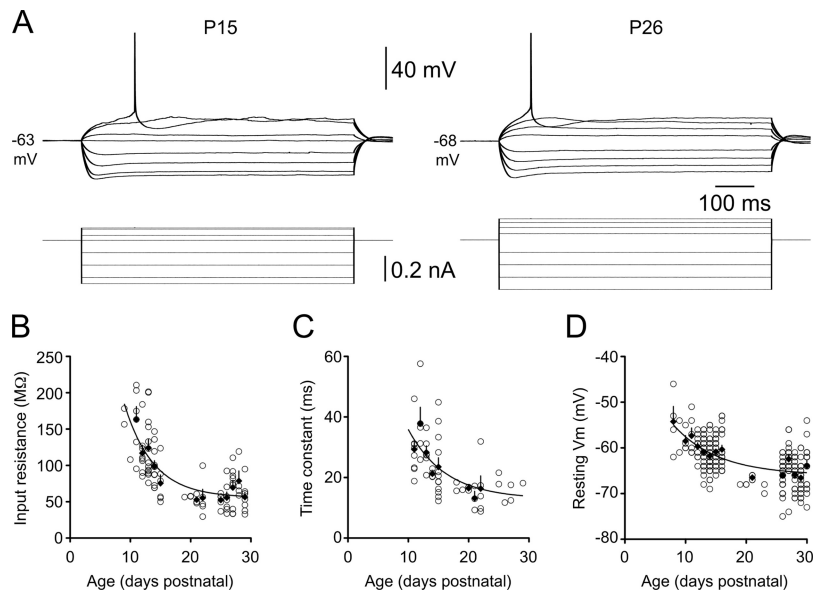 A
P15
P26
40 mV
-63
mV
-68
mV
100 ms
0.2 nA
B
C
D
Input resistance (MΩ)
250
200
150
100
50
0
0
10
20
30
Age (days postnatal)
Time constant (ms)
60
40
20
0
0
10
20
30
Age (days postnatal)
Resting Vm (mV)
-40
-50
-60
-70
-80
0
10
20
30
Age (days postnatal)